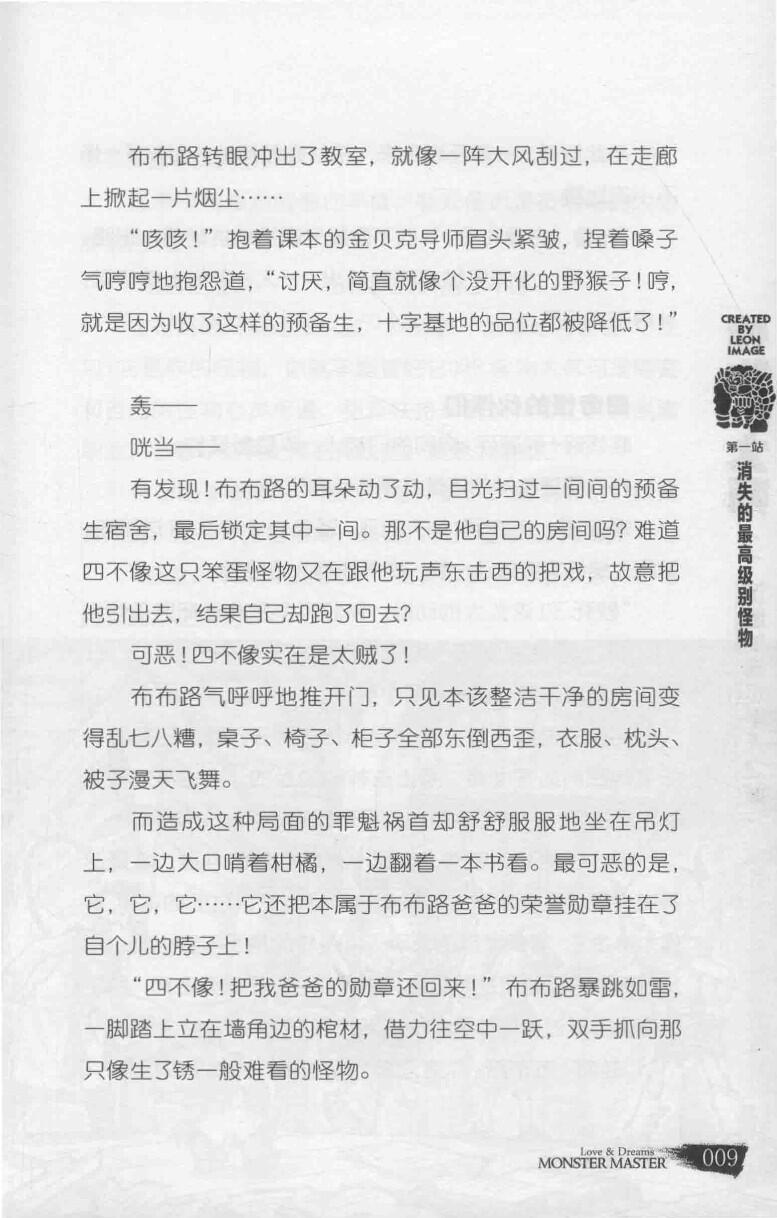 布布路转眼冲出了教室，就像一阵大风刮过，在走廊
上掀起一片烟尘……
“咳咳！”抱着课本的金贝克导师眉头紧皱，捏着嗓子
气哼哼地抱怨道，“讨厌，简直就像个没开化的野猴子！哼，
就是因为收了这样的预备生，十字基地的品位都被降低了！”
轰——
咣当——
有发现！布布路的耳朵动了动，目光扫过一间间的预备
生宿舍，最后锁定其中一间。那不是他自己的房间吗？难道
四不像这只笨蛋怪物又在跟他玩声东击西的把戏，故意把
他引出去，结果自己却跑了回去？
可恶！四不像实在是太贼了！
布布路气呼呼地推开门，只见本该整洁干净的房间变
得乱七八糟，桌子、椅子、柜子全部东倒西歪，衣服、枕头、
被子漫天飞舞。
而造成这种局面的罪魁祸首却舒舒服服地坐在吊灯
上，一边大口啃着柑橘，一边翻着一本书看。最可恶的是，
它，它，它……它还把本属于布布路爸爸的荣誉勋章挂在了
自个儿的脖子上！
“四不像！把我爸爸的勋章还回来！”布布路暴跳如雷，
一脚踏上立在墙角边的棺材，借力往空中一跃，双手抓向那
只像生了锈一般难看的怪物。
CREATED
BY
LEON
IMAGE
第一站
消失的最高级别怪物
Love & Dreams
MONSTER MASTER
009